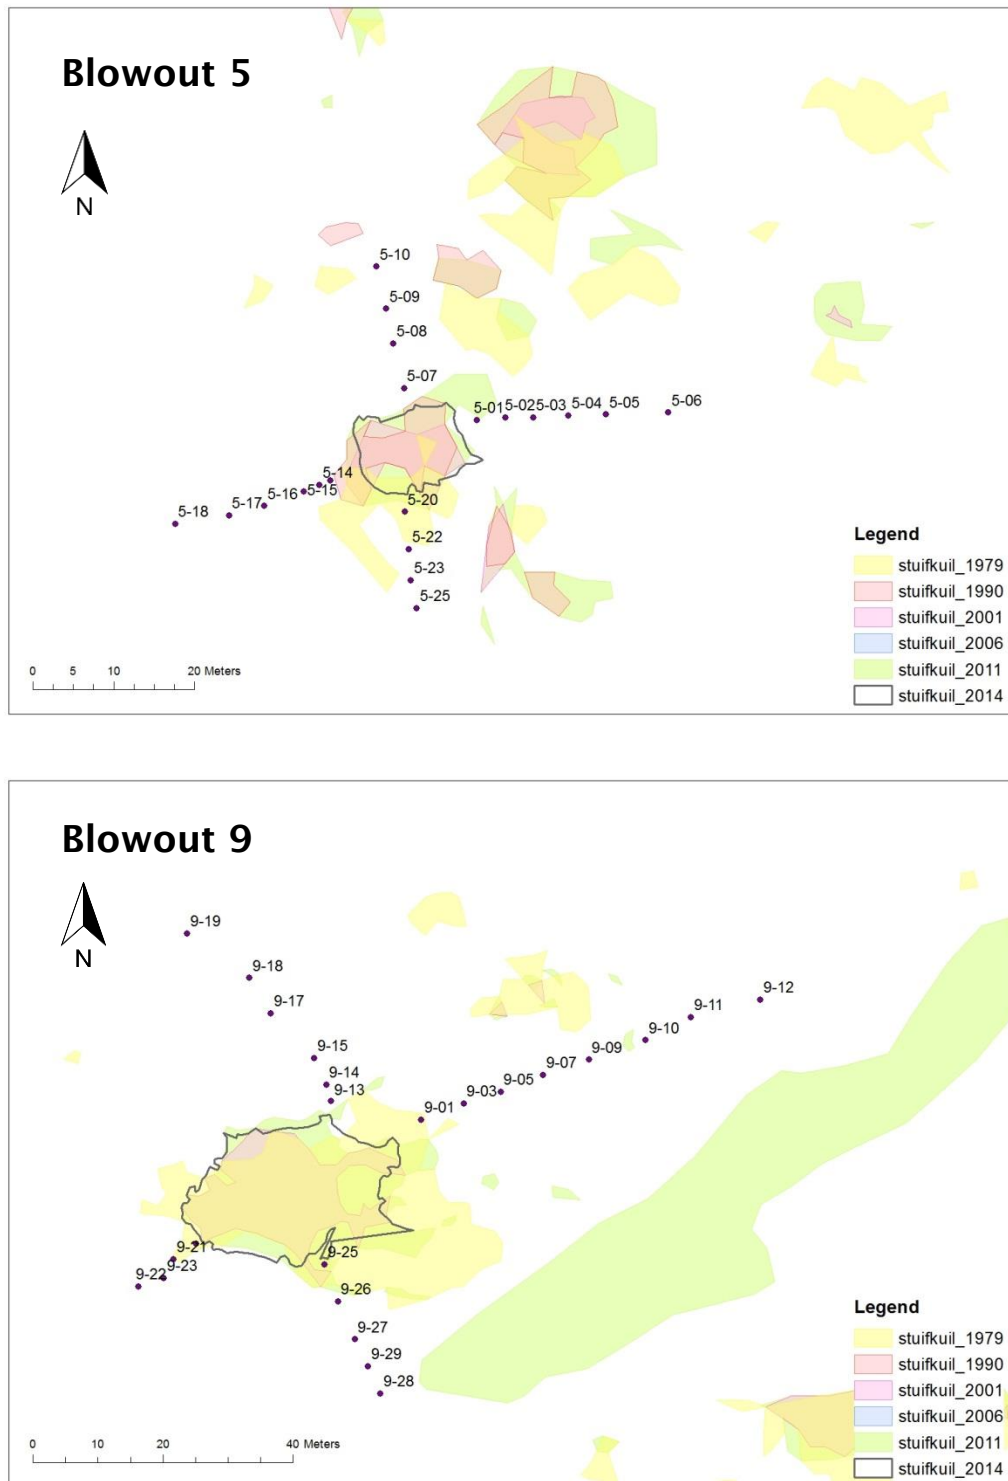 Blowout 5
N
5-10
5-09
5-08
5-07
5-01 5-02 5-03 5-04 5-05 5-06
5-14
5-15
5-16
5-17
5-18
5-20
5-22
5-23
5-25
Legend
stuifkuil_1979
stuifkuil_1990
stuifkuil_2001
stuifkuil_2006
stuifkuil_2011
stuifkuil_2014
0 5 10 20 Meters
Blowout 9
N
9-19
9-18
9-17
9-15
9-14
9-13
9-12
9-11
9-10
9-09
9-07
9-05
9-03
9-01
9-21
9-23
9-22
9-25
9-26
9-27
9-29
9-28
Legend
stuifkuil_1979
stuifkuil_1990
stuifkuil_2001
stuifkuil_2006
stuifkuil_2011
stuifkuil_2014
0 10 20 40 Meters